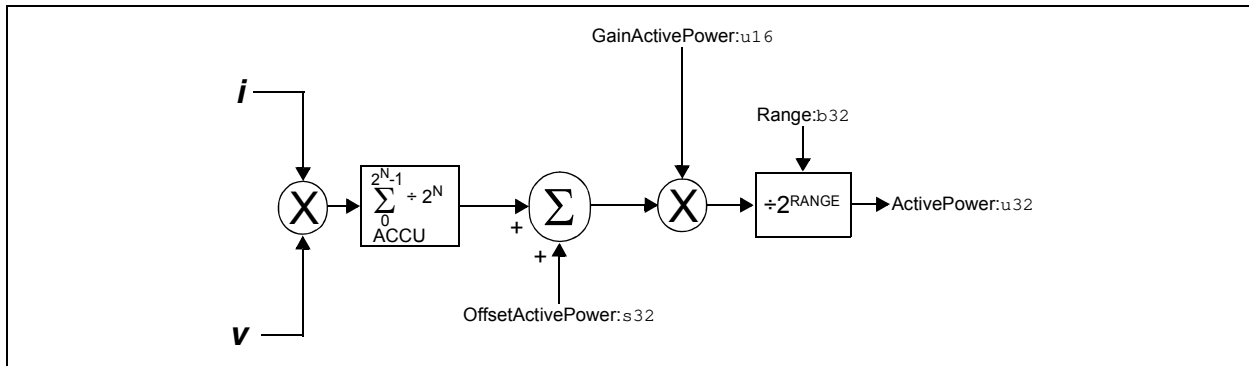 GainActivePower:u16
i
Range:b32
X
2^N-1
Σ ÷ 2^N
0
ACCU
+
Σ
+
X
÷2^RANGE
ActivePower:u32
OffsetActivePower:s32
v